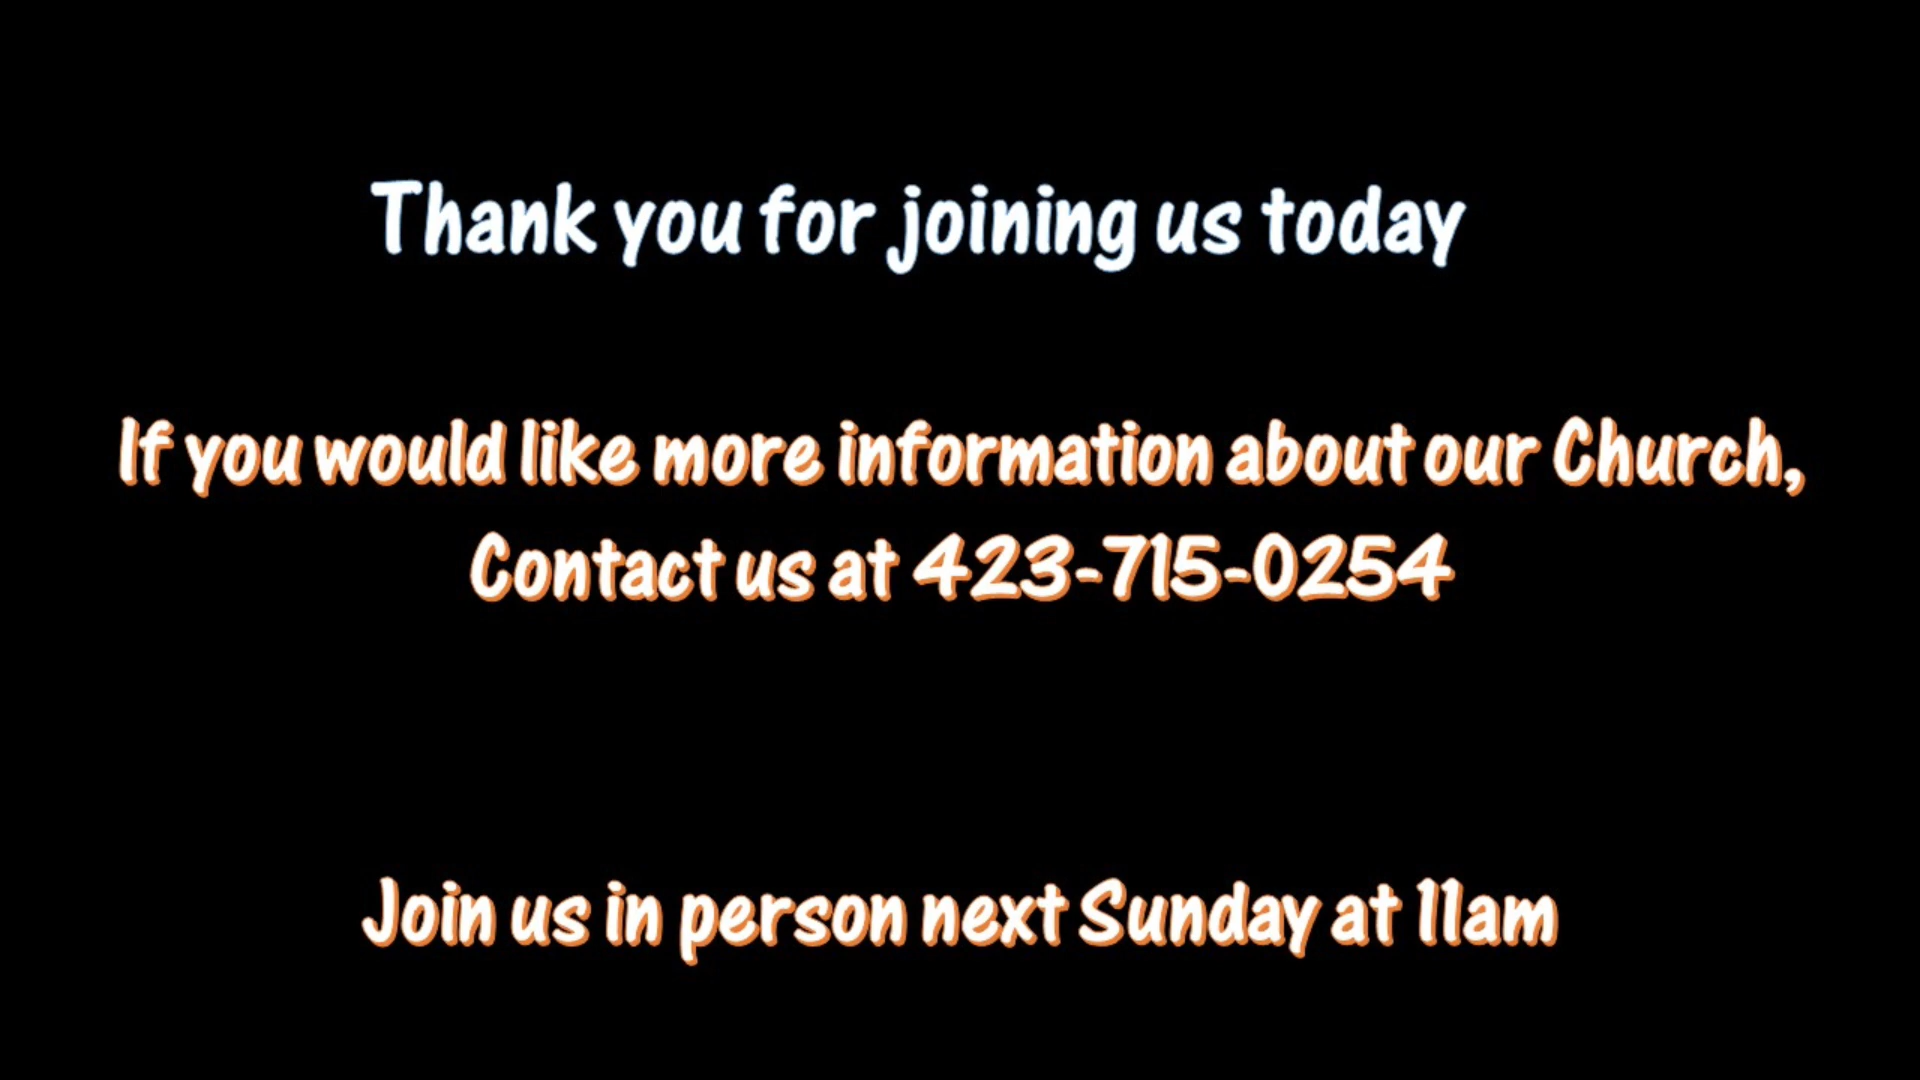 Thank you for joining us today
If you would like more information about our Church,
Contact us at 423-715-0254
Join us in person next Sunday at 11am